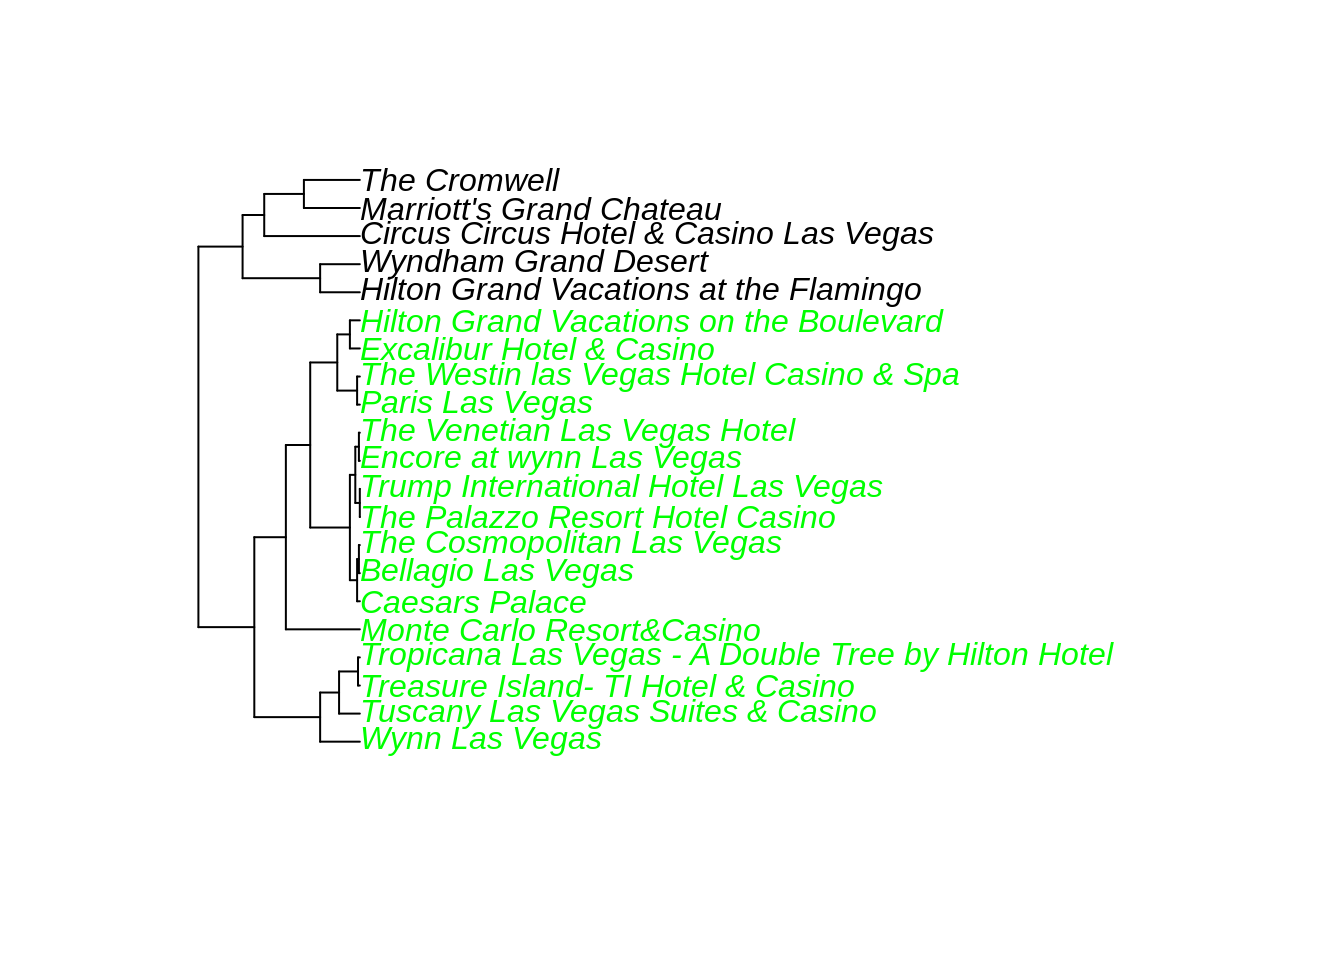 The Cromwell
Marriott's Grand Chateau
Circus Circus Hotel & Casino Las Vegas
Wyndham Grand Desert
Hilton Grand Vacations at the Flamingo
Hilton Grand Vacations on the Boulevard
Excalibur Hotel & Casino
The Westin las Vegas Hotel Casino & Spa
Paris Las Vegas
The Venetian Las Vegas Hotel
Encore at wynn Las Vegas
Trump International Hotel Las Vegas
The Palazzo Resort Hotel Casino
The Cosmopolitan Las Vegas
Bellagio Las Vegas
Caesars Palace
Monte Carlo Resort&Casino
Tropicana Las Vegas - A Double Tree by Hilton Hotel
Treasure Island- TI Hotel & Casino
Tuscany Las Vegas Suites & Casino
Wynn Las Vegas